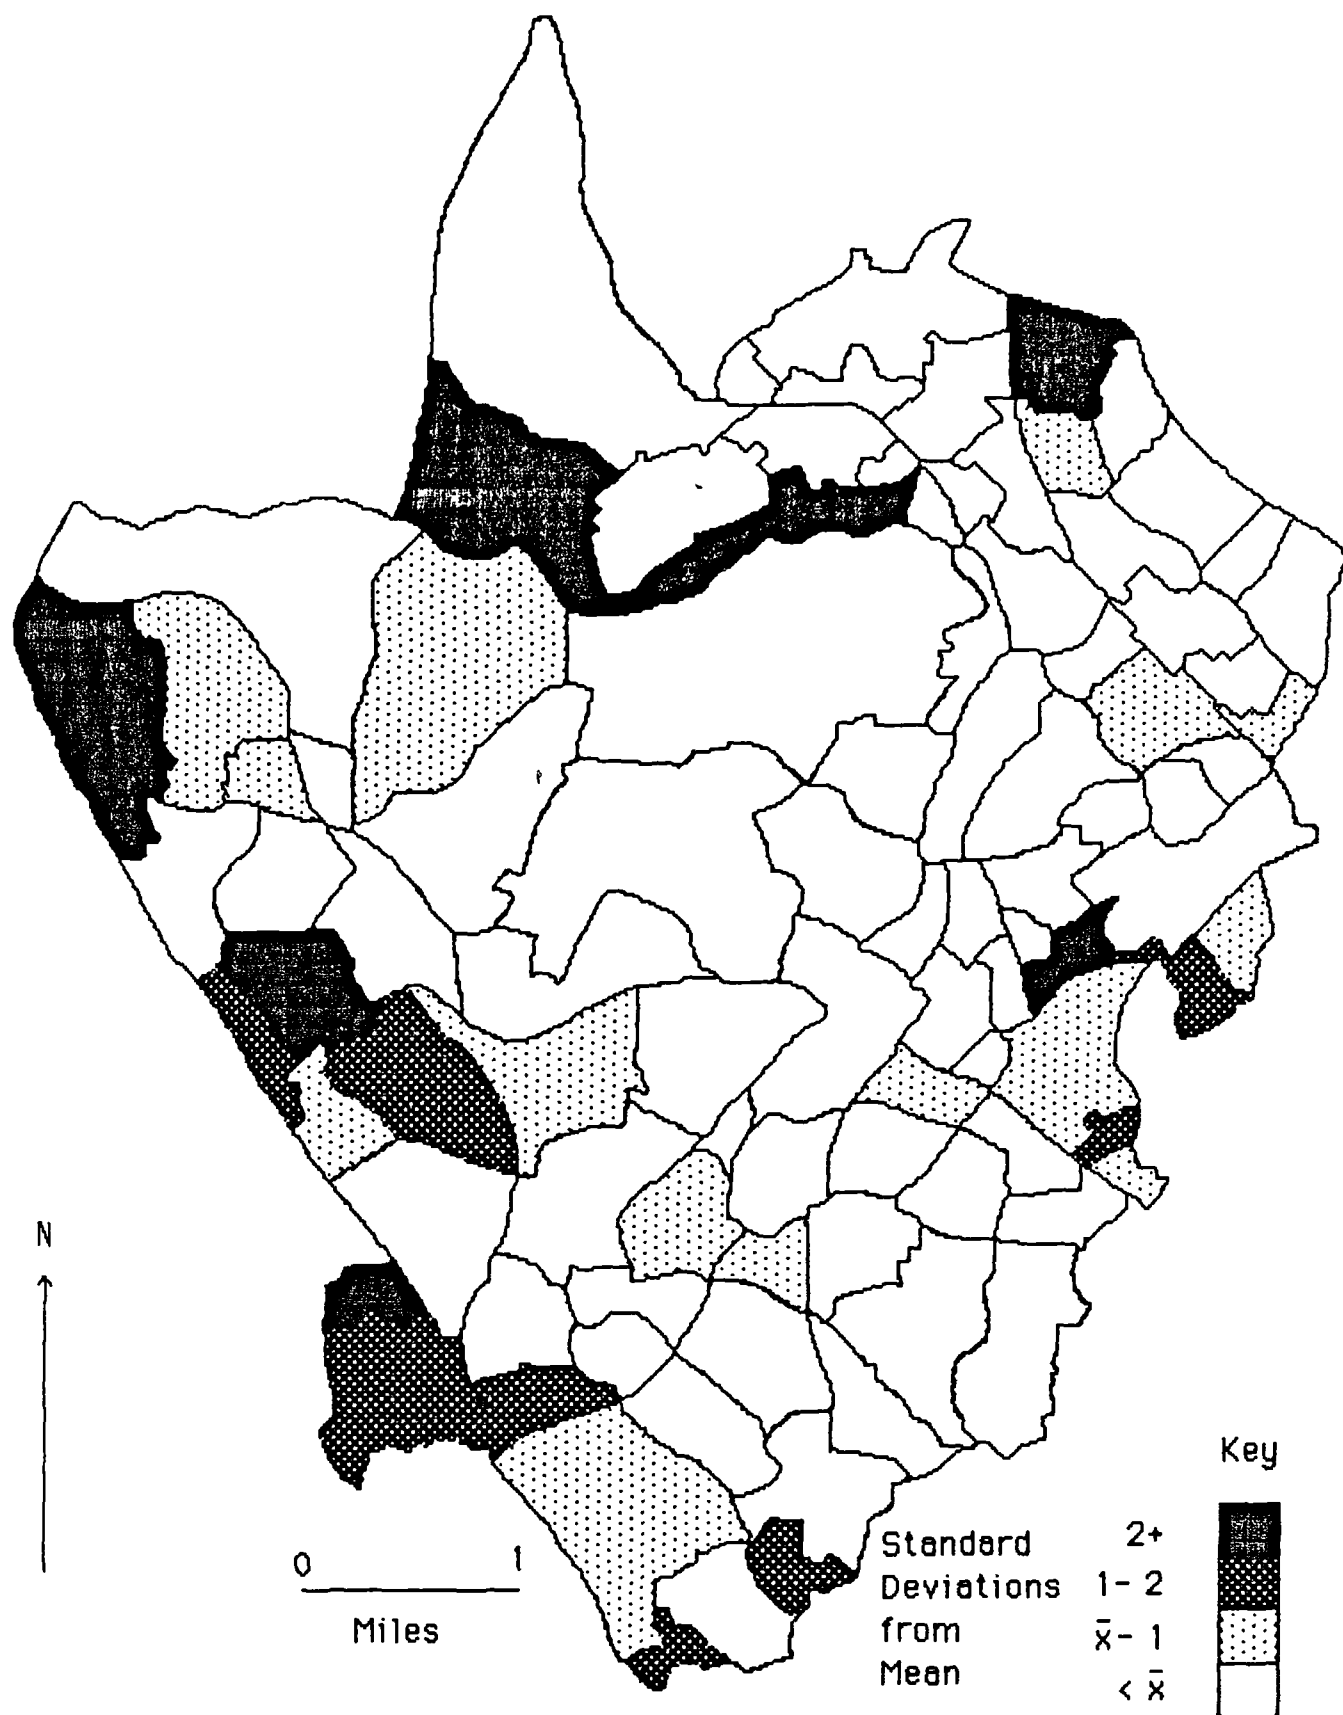 N
0 1
Miles
Key
Standard 2+
Deviations 1-2
from x̄-1
Mean < x̄